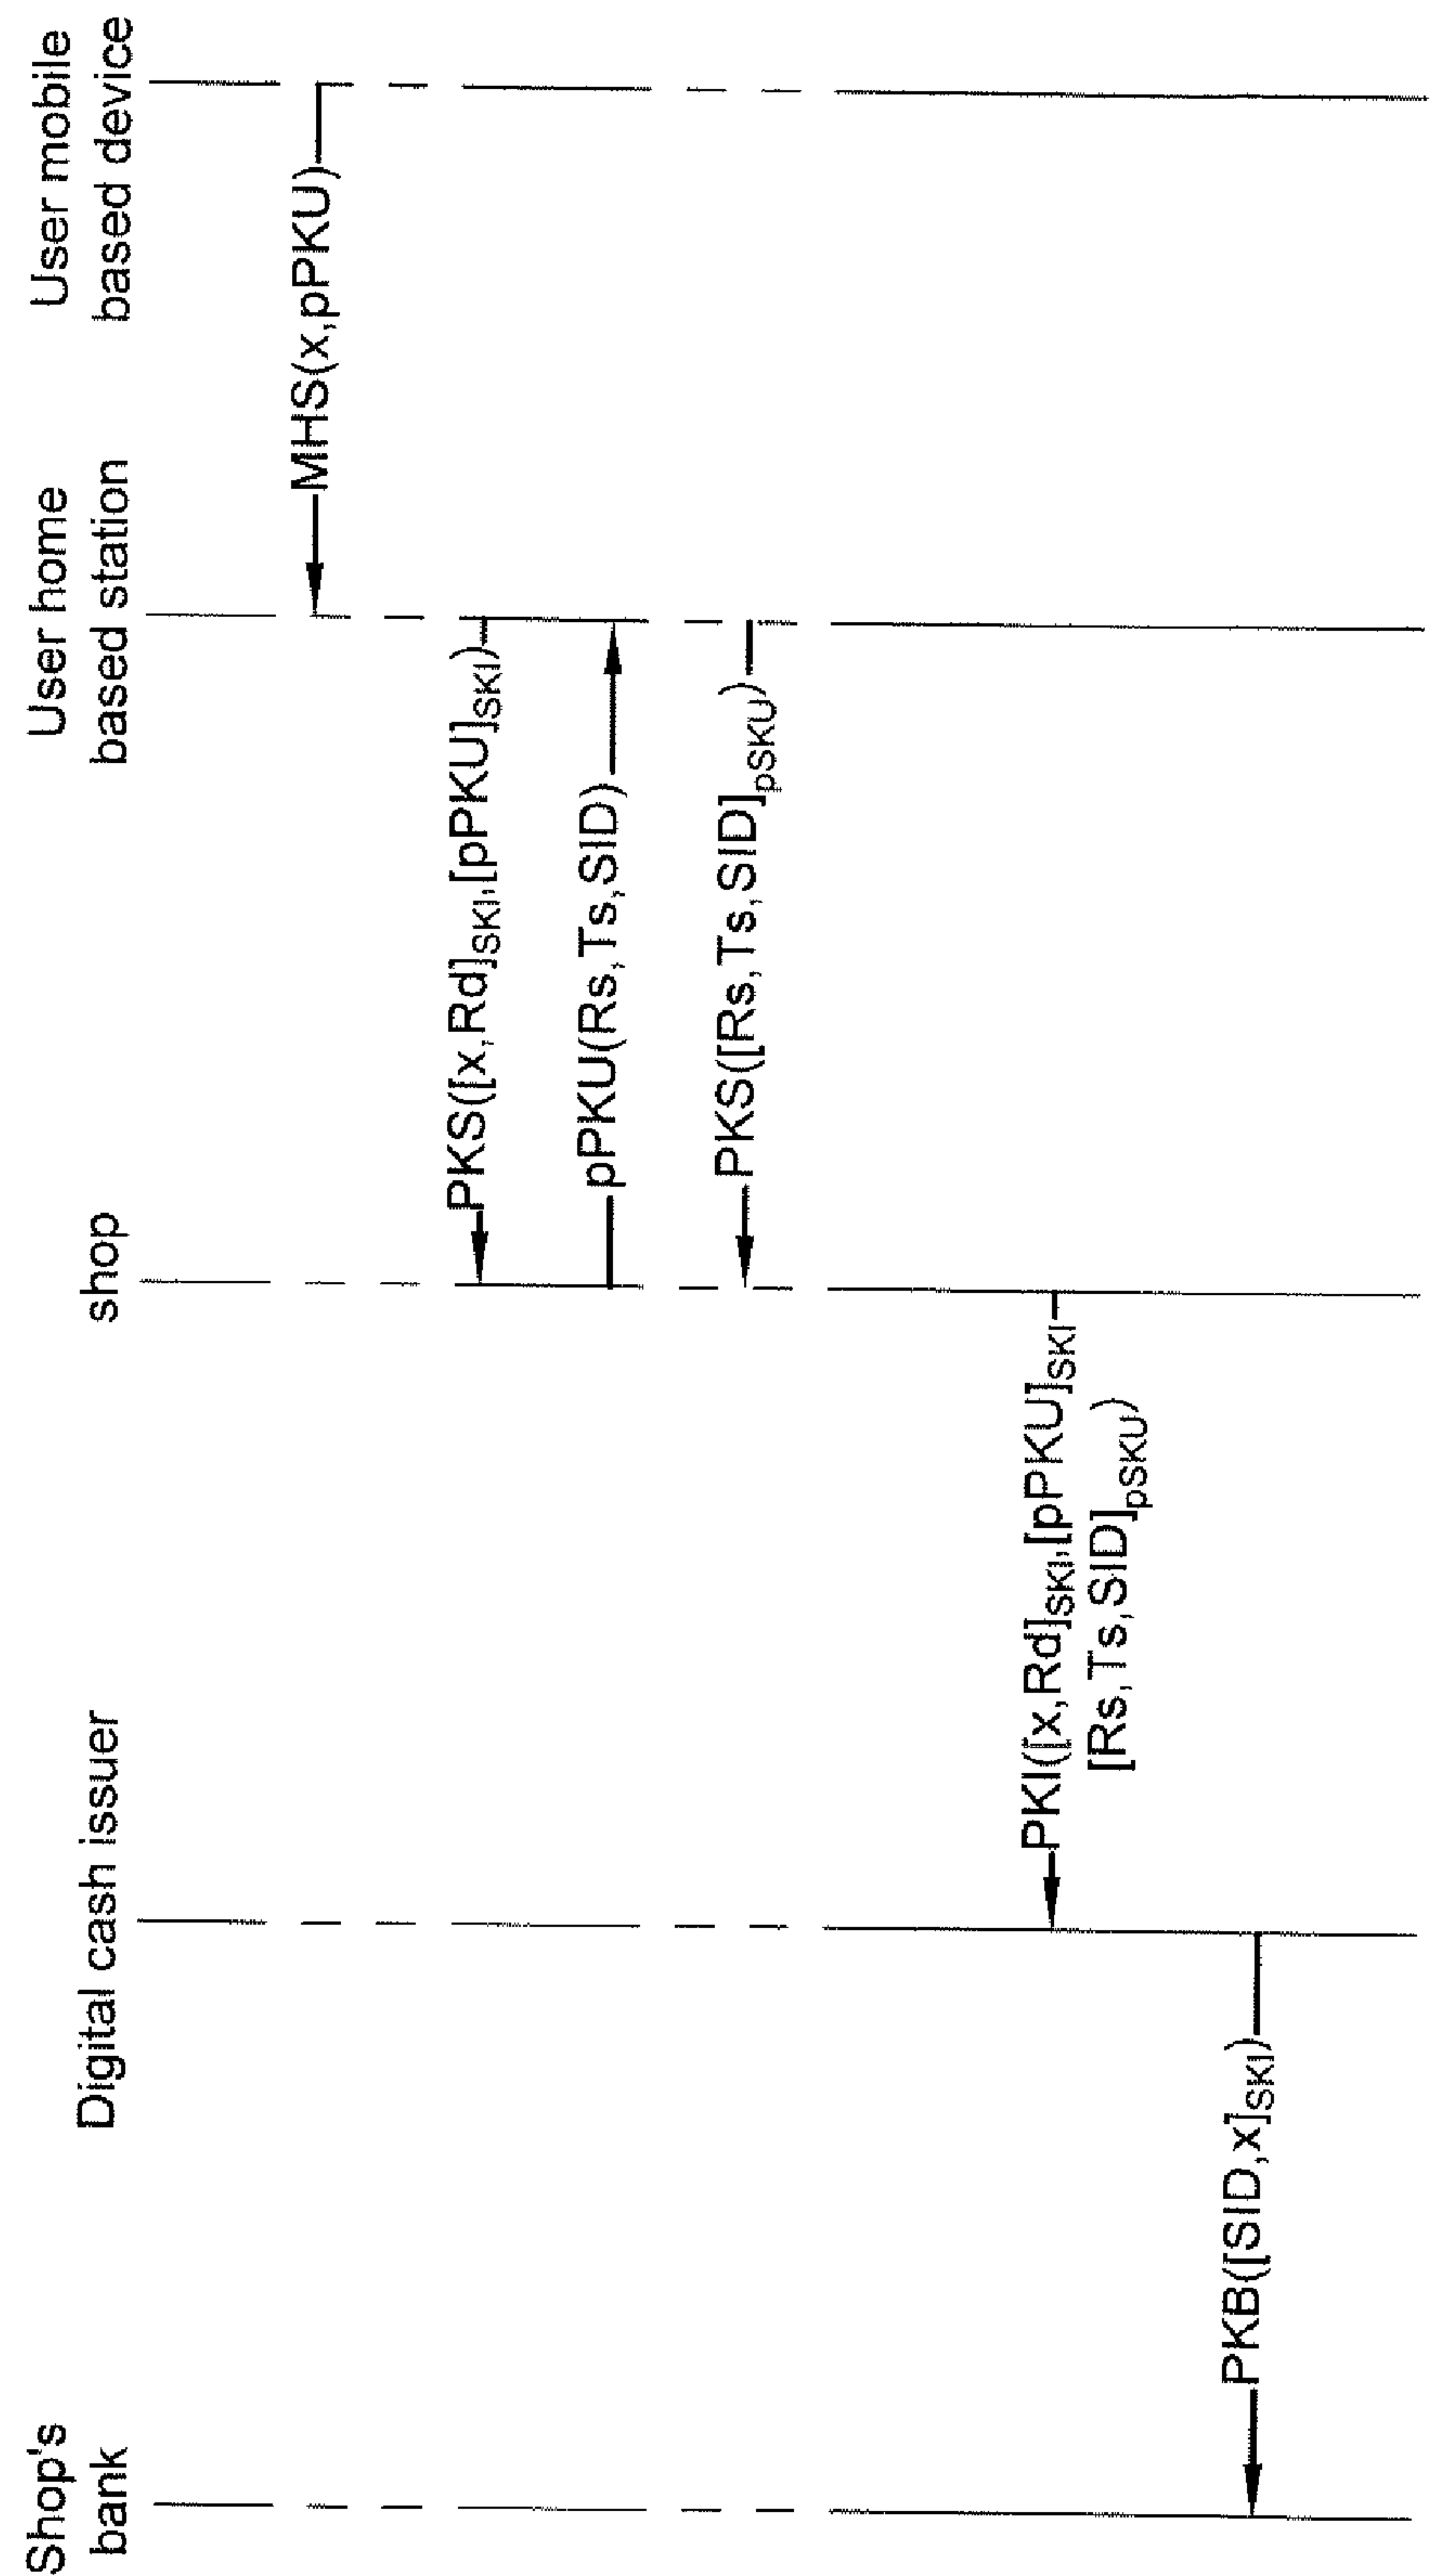 Shop's
bank
Digital cash issuer
shop
User home
based station
User mobile
based device
MHS(x,pPKU)
PKS([x,Rd]SKI,[pPKU]SKI)
pPKU(Rs,Ts,SID)
PKS([Rs,Ts,SID]pSKU)
PKI([x,Rd]SKI,[pPKU]SKI
[Rs,Ts,SID]pSKU)
PKB([SID,x]SKI)